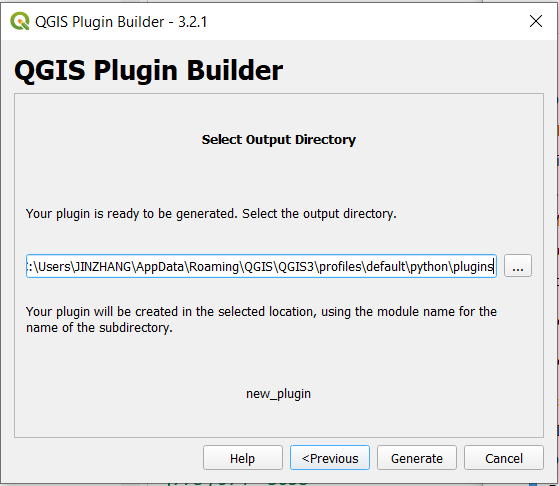 QGIS Plugin Builder - 3.2.1
QGIS Plugin Builder
Select Output Directory
Your plugin is ready to be generated. Select the output directory.
:\Users\JINZHANG\AppData\Roaming\QGIS\QGIS3\profiles\default\python\plugins
...
Your plugin will be created in the selected location, using the module name for the
name of the subdirectory.
new_plugin
Help <Previous Generate Cancel